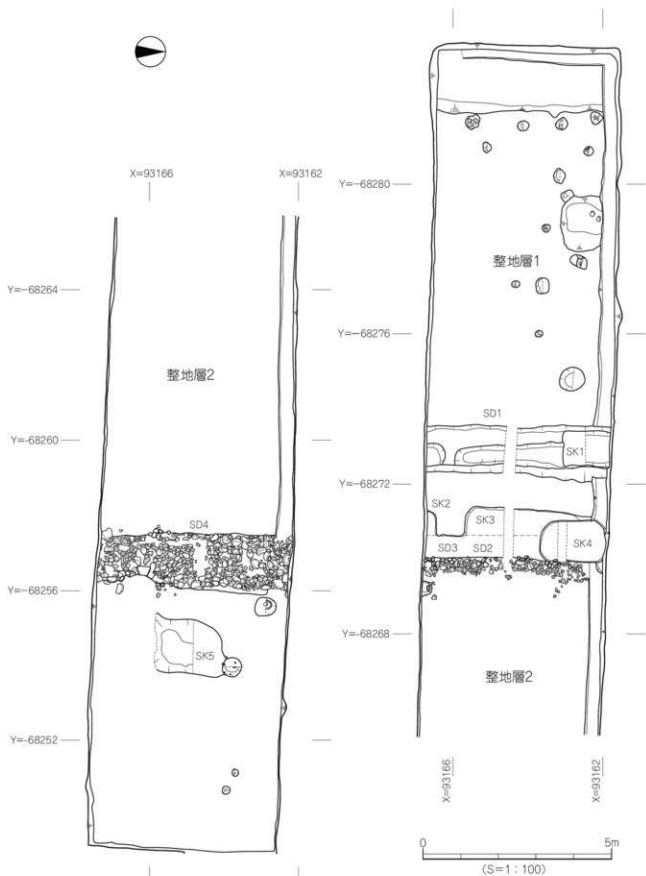 X=93166
X=93162
Y=-68264
整地層2
Y=-68260
SD4
Y=-68256
SK5
Y=-68252
Y=-68280
整地層1
Y=-68276
SD1
SK1
Y=-68272
SK2
SK3
SD3
SD2
SK4
Y=-68268
整地層2
X=93166
X=93162
0
5m
(S=1：100)